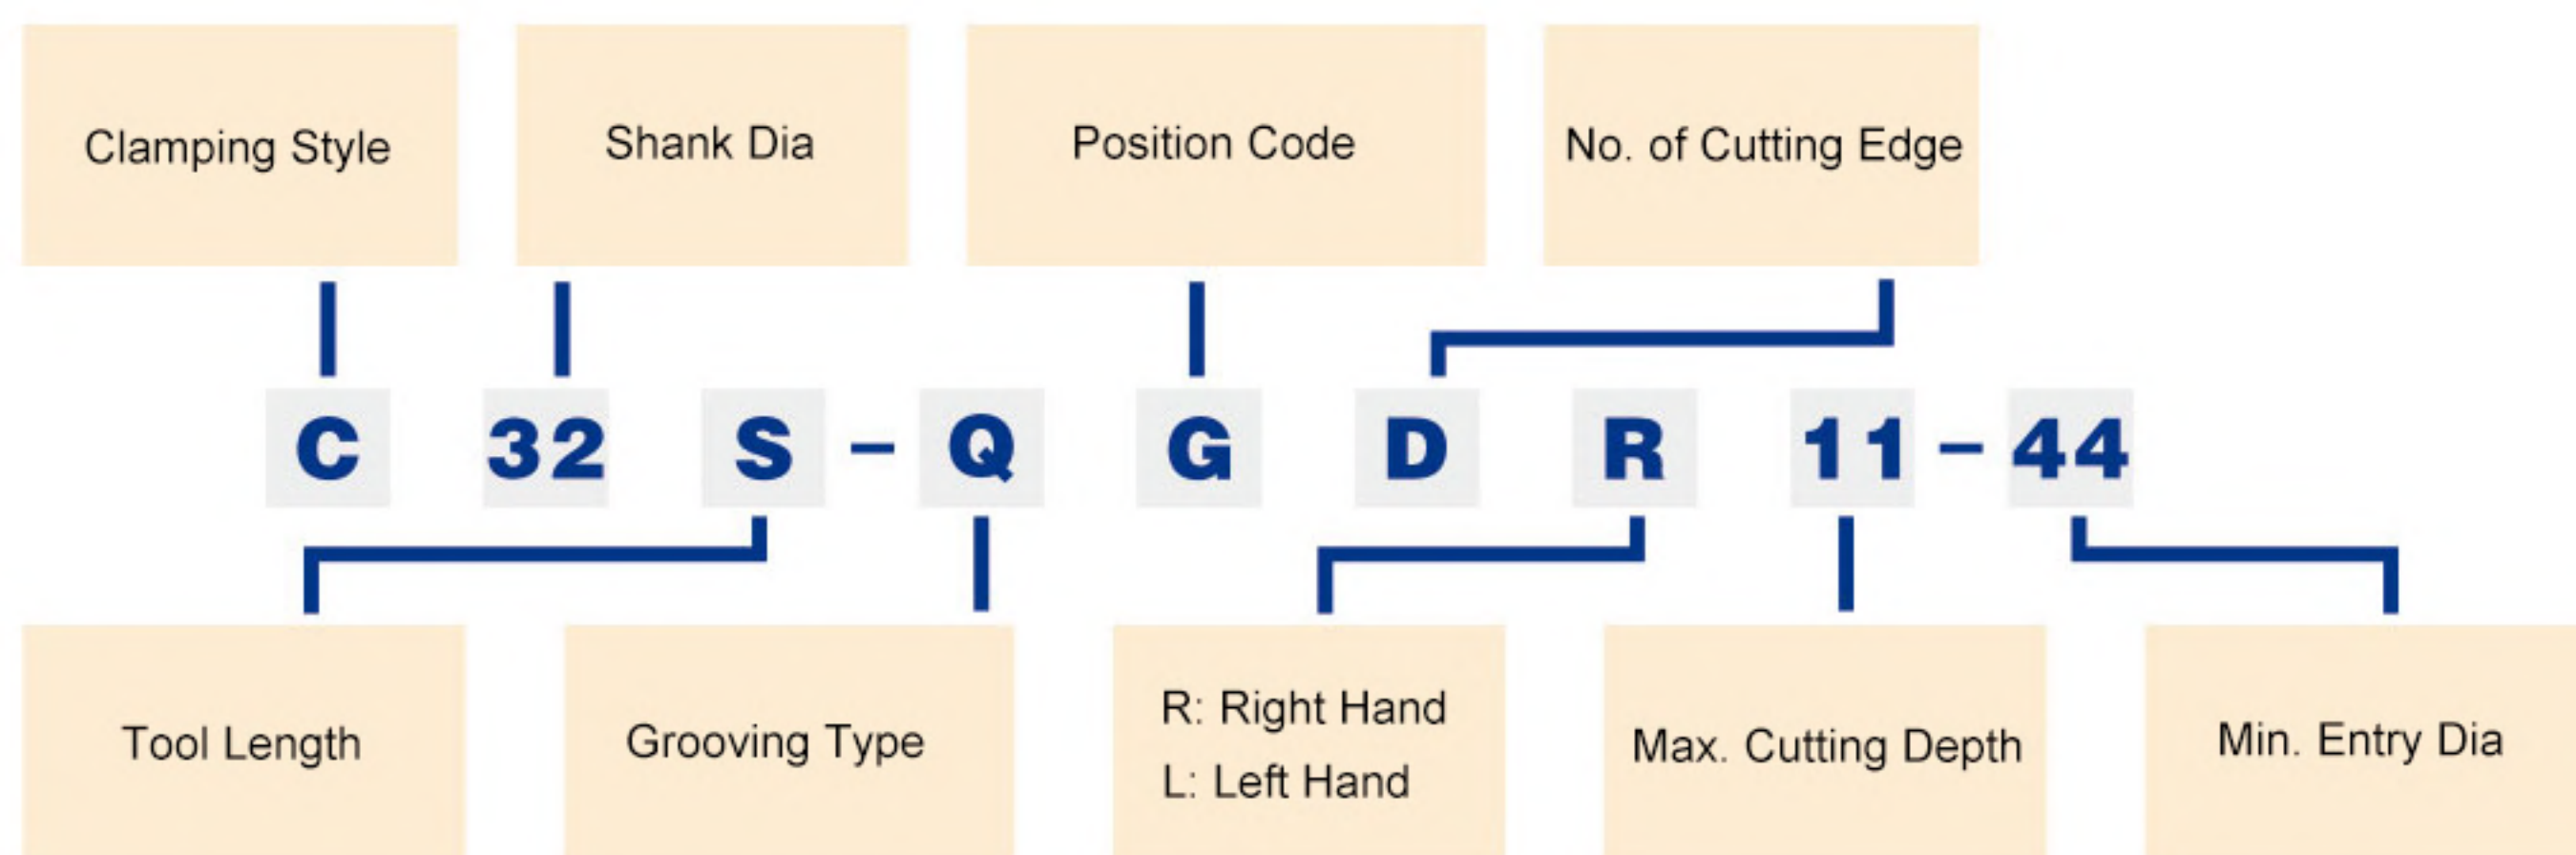 Clamping Style
Shank Dia
Position Code
No. of Cutting Edge
C 32 S - Q G D R 11 - 44
Tool Length
Grooving Type
R: Right Hand
L: Left Hand
Max. Cutting Depth
Min. Entry Dia